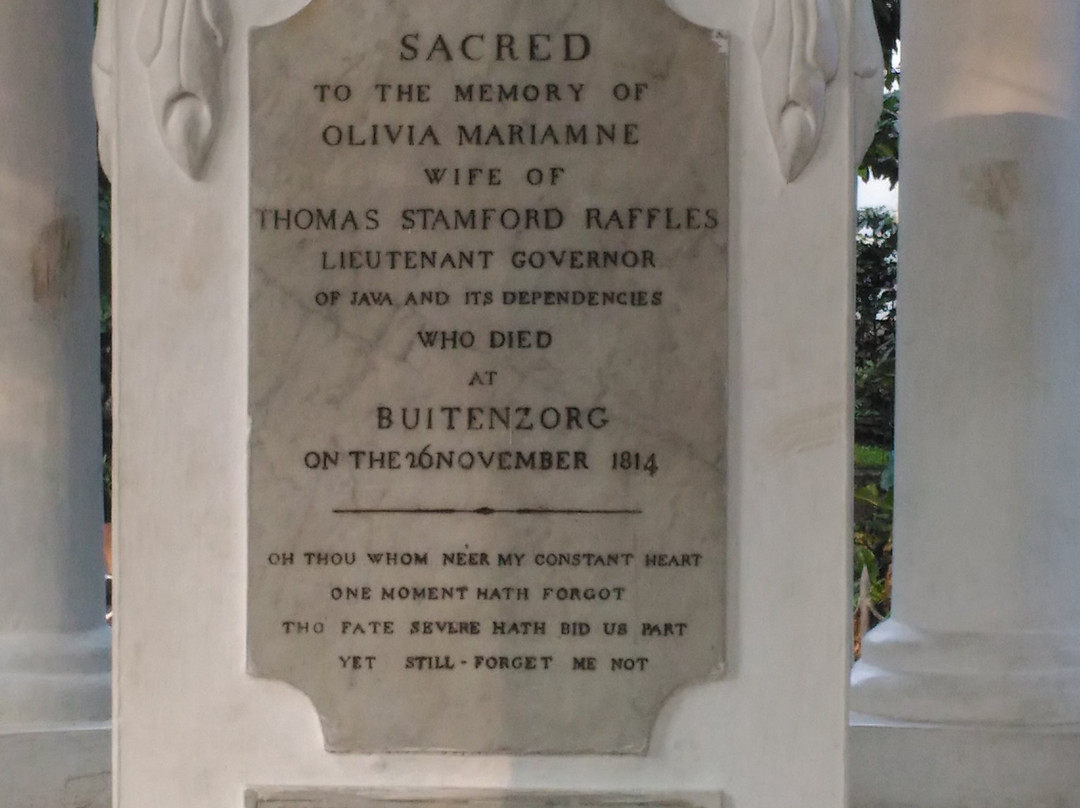 SACRED
TO THE MEMORY OF
OLIVIA MARIAMNE
WIFE OF
THOMAS STAMFORD RAFFLES
LIEUTENANT GOVERNOR
OF JAVA AND ITS DEPENDENCIES
WHO DIED
AT
BUITENZORG
ON THE 26 NOVEMBER 1814
OH THOU WHOM NE'ER MY CONSTANT HEART
ONE MOMENT HATH FORGOT
THO FATE SEVERE HATH BID US PART
YET STILL - FORGET ME NOT